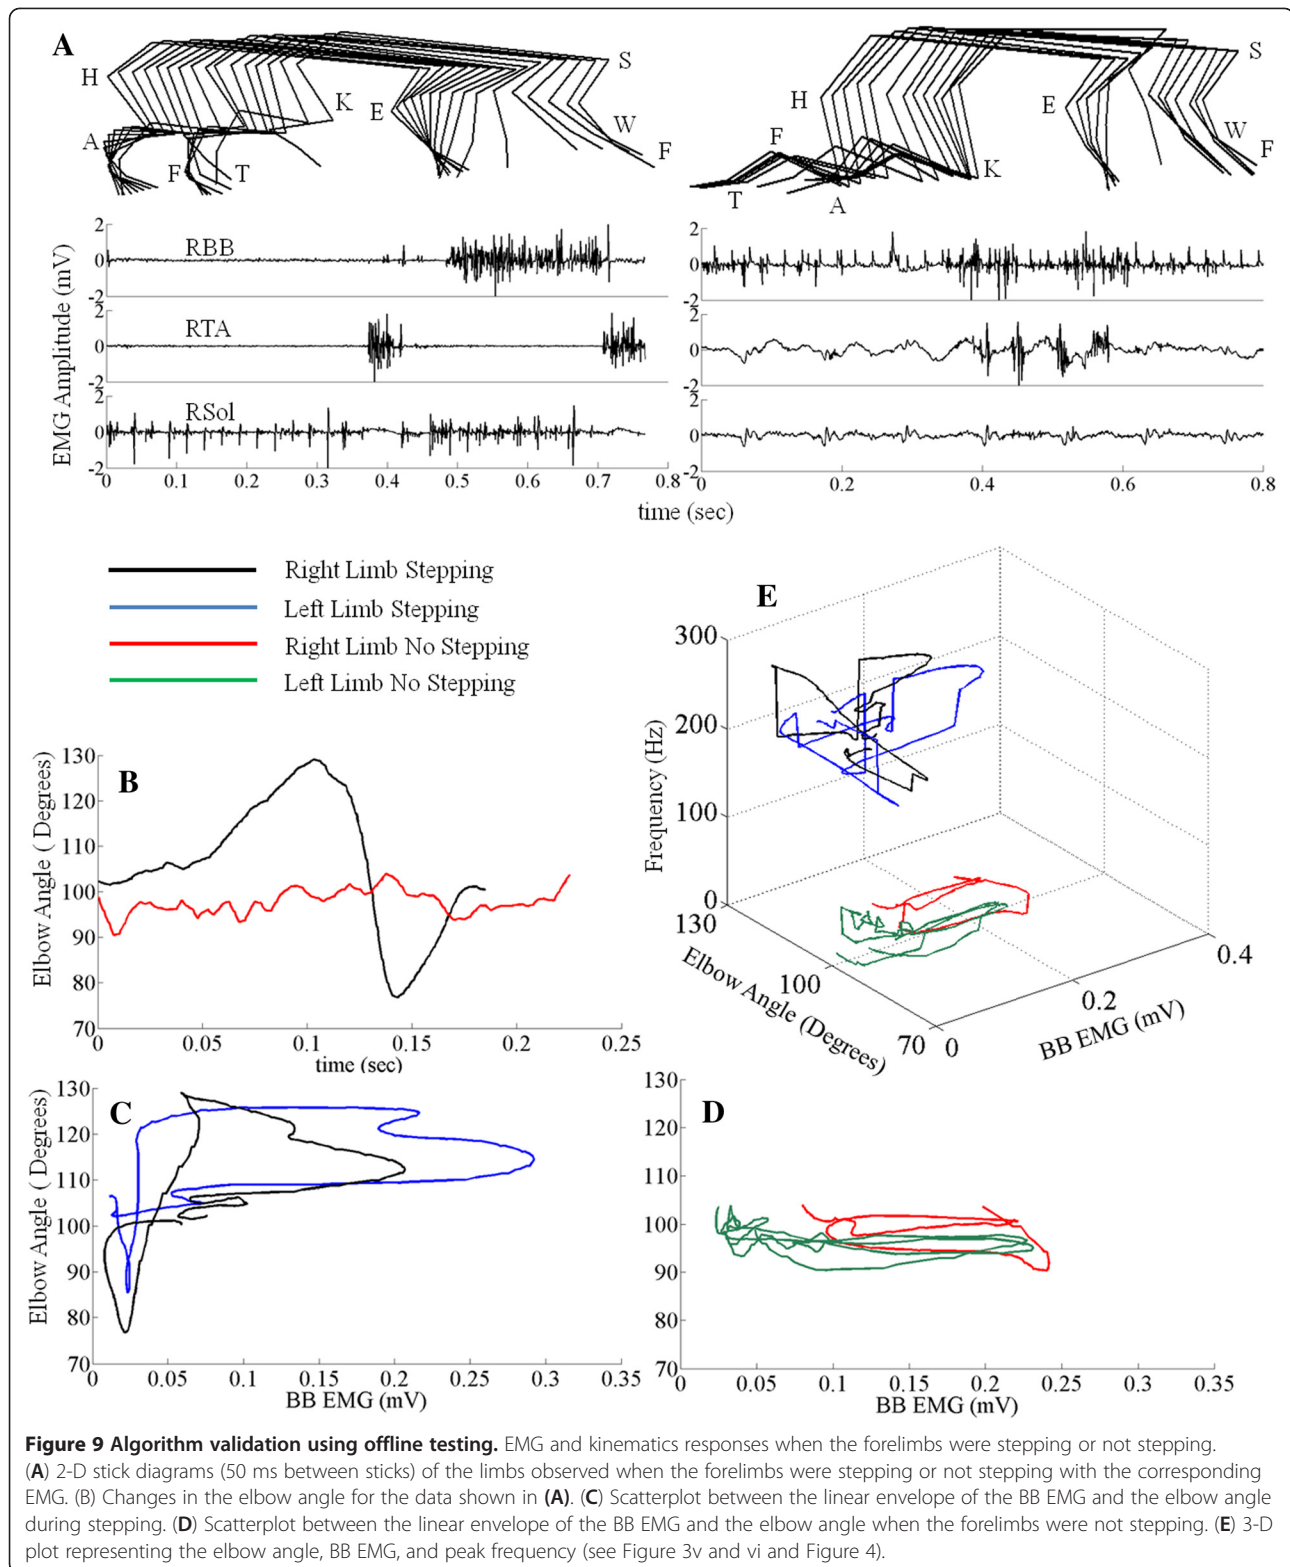 A
H
A
F
T
K
E
S
W
F
H
F
T
A
K
E
S
W
F
EMG Amplitude (mV)
2
0
-2
RBB
2
0
-2
RTA
2
0
-2
RSol
0 0.1 0.2 0.3 0.4 0.5 0.6 0.7 0.8
2
0
-2
2
0
-2
2
0
-2
0 0.2 0.4 0.6 0.8
time (sec)
Right Limb Stepping
Left Limb Stepping
Right Limb No Stepping
Left Limb No Stepping
B
Elbow Angle ( Degrees)
130
120
110
100
90
80
70
0 0.05 0.1 0.15 0.2 0.25
time (sec)
E
Frequency (Hz)
300
200
100
0
130
100
70
Elbow Angle (Degrees)
0
0.2
0.4
BB EMG (mV)
C
Elbow Angle ( Degrees)
130
120
110
100
90
80
70
0 0.05 0.1 0.15 0.2 0.25 0.3 0.35
BB EMG (mV)
D
130
120
110
100
90
80
70
0 0.05 0.1 0.15 0.2 0.25 0.3 0.35
BB EMG (mV)
Figure 9 Algorithm validation using offline testing. EMG and kinematics responses when the forelimbs were stepping or not stepping.
(A) 2-D stick diagrams (50 ms between sticks) of the limbs observed when the forelimbs were stepping or not stepping with the corresponding
EMG. (B) Changes in the elbow angle for the data shown in (A). (C) Scatterplot between the linear envelope of the BB EMG and the elbow angle
during stepping. (D) Scatterplot between the linear envelope of the BB EMG and the elbow angle when the forelimbs were not stepping. (E) 3-D
plot representing the elbow angle, BB EMG, and peak frequency (see Figure 3v and vi and Figure 4).